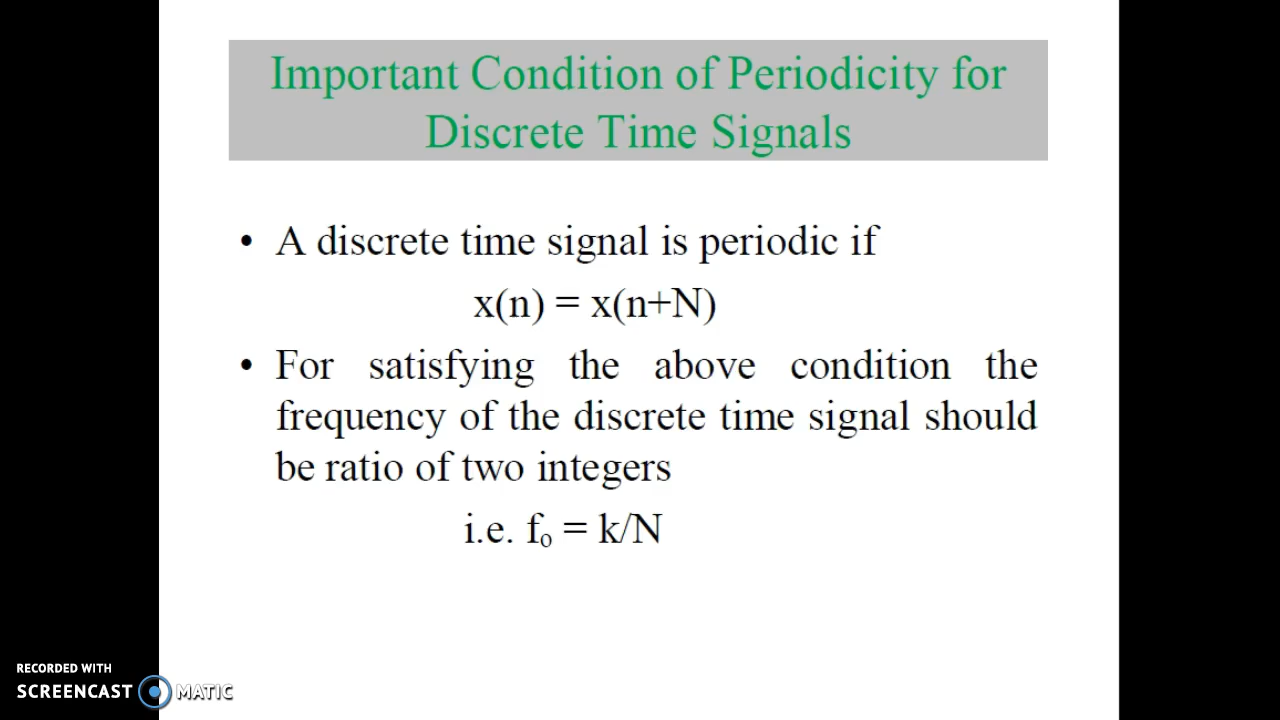 Important Condition of Periodicity for
Discrete Time Signals
• A discrete time signal is periodic if
x(n) = x(n+N)
• For satisfying the above condition the
frequency of the discrete time signal should
be ratio of two integers
i.e. fₒ = k/N
RECORDED WITH
SCREENCAST MATIC